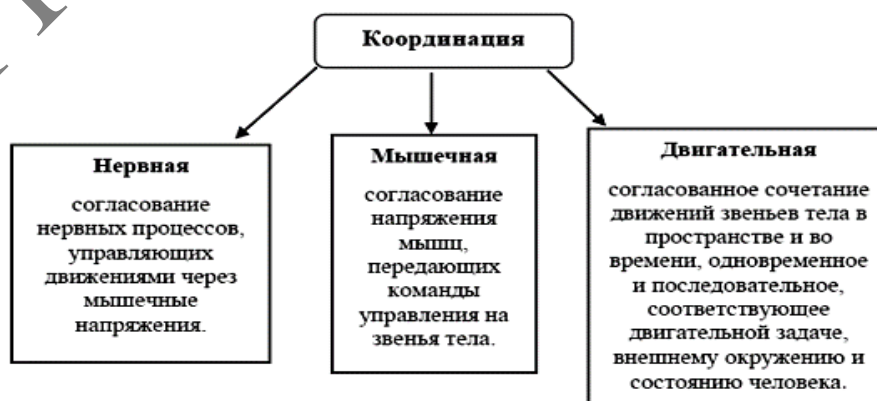 Координация
Нервная
согласование
нервных процессов,
управляющих
движениями через
мышечные
напряжения.
Мышечная
согласование
напряжения
мышц,
передающих
команды
управления на
звенья тела.
Двигательная
согласованное сочетание
движений звеньев тела в
пространстве и во
времени, одновременное
и последовательное,
соответствующее
двигательной задаче,
внешнему окружению и
состоянию человека.